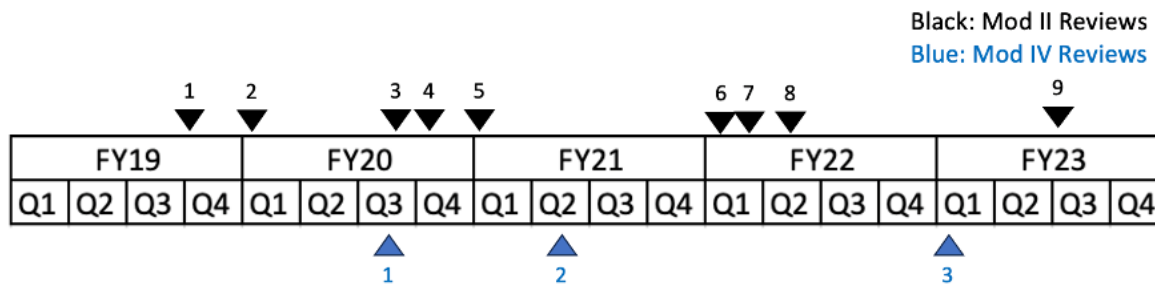 Black: Mod II Reviews
Blue: Mod IV Reviews
1 2 3 4 5 6 7 8 9
FY19 FY20 FY21 FY22 FY23
Q1 Q2 Q3 Q4 Q1 Q2 Q3 Q4 Q1 Q2 Q3 Q4 Q1 Q2 Q3 Q4 Q1 Q2 Q3 Q4
1 2 3